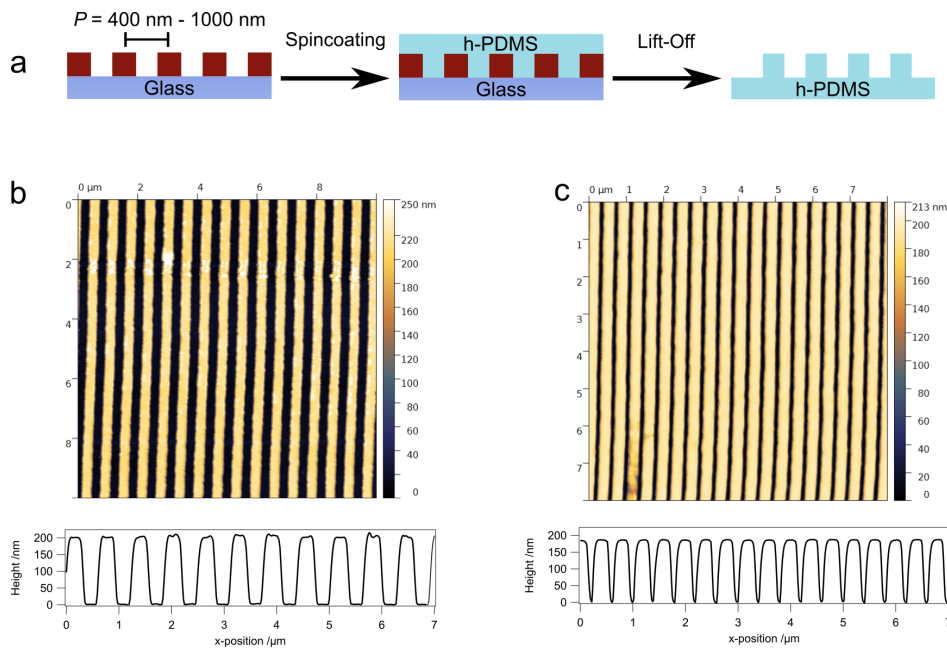 P = 400 nm - 1000 nm
Spincoating
Lift-Off
a
h-PDMS
Glass
Glass
h-PDMS
b
0 µm 2 4 6 8
0
2
4
6
8
250 nm
220
200
180
160
140
120
100
80
60
40
0
c
0 µm 1 2 3 4 5 6 7
0
1
2
3
4
5
6
7
213 nm
200
180
160
140
120
100
80
60
40
20
0
Height /nm
200
150
100
50
0
0 1 2 3 4 5 6 7
x-position /µm
Height /nm
200
150
100
50
0
0 1 2 3 4 5 6 7
x-position /µm